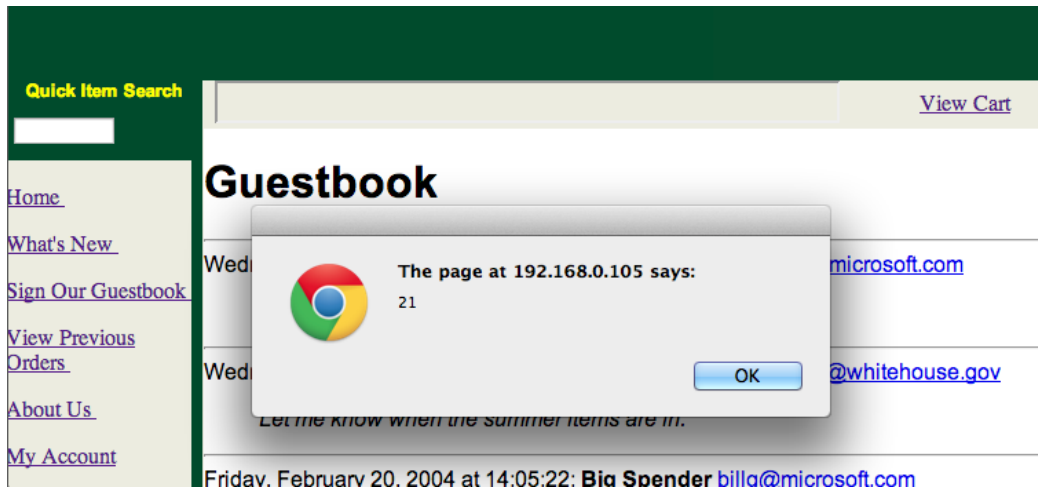 Quick Item Search
View Cart
Guestbook
Home
What's New
Sign Our Guestbook
View Previous
Orders
About Us
My Account
microsoft.com
@whitehouse.gov
Let me know when the summer items are in.
Friday, February 20, 2004 at 14:05:22: Big Spender billg@microsoft.com
The page at 192.168.0.105 says:
21
OK